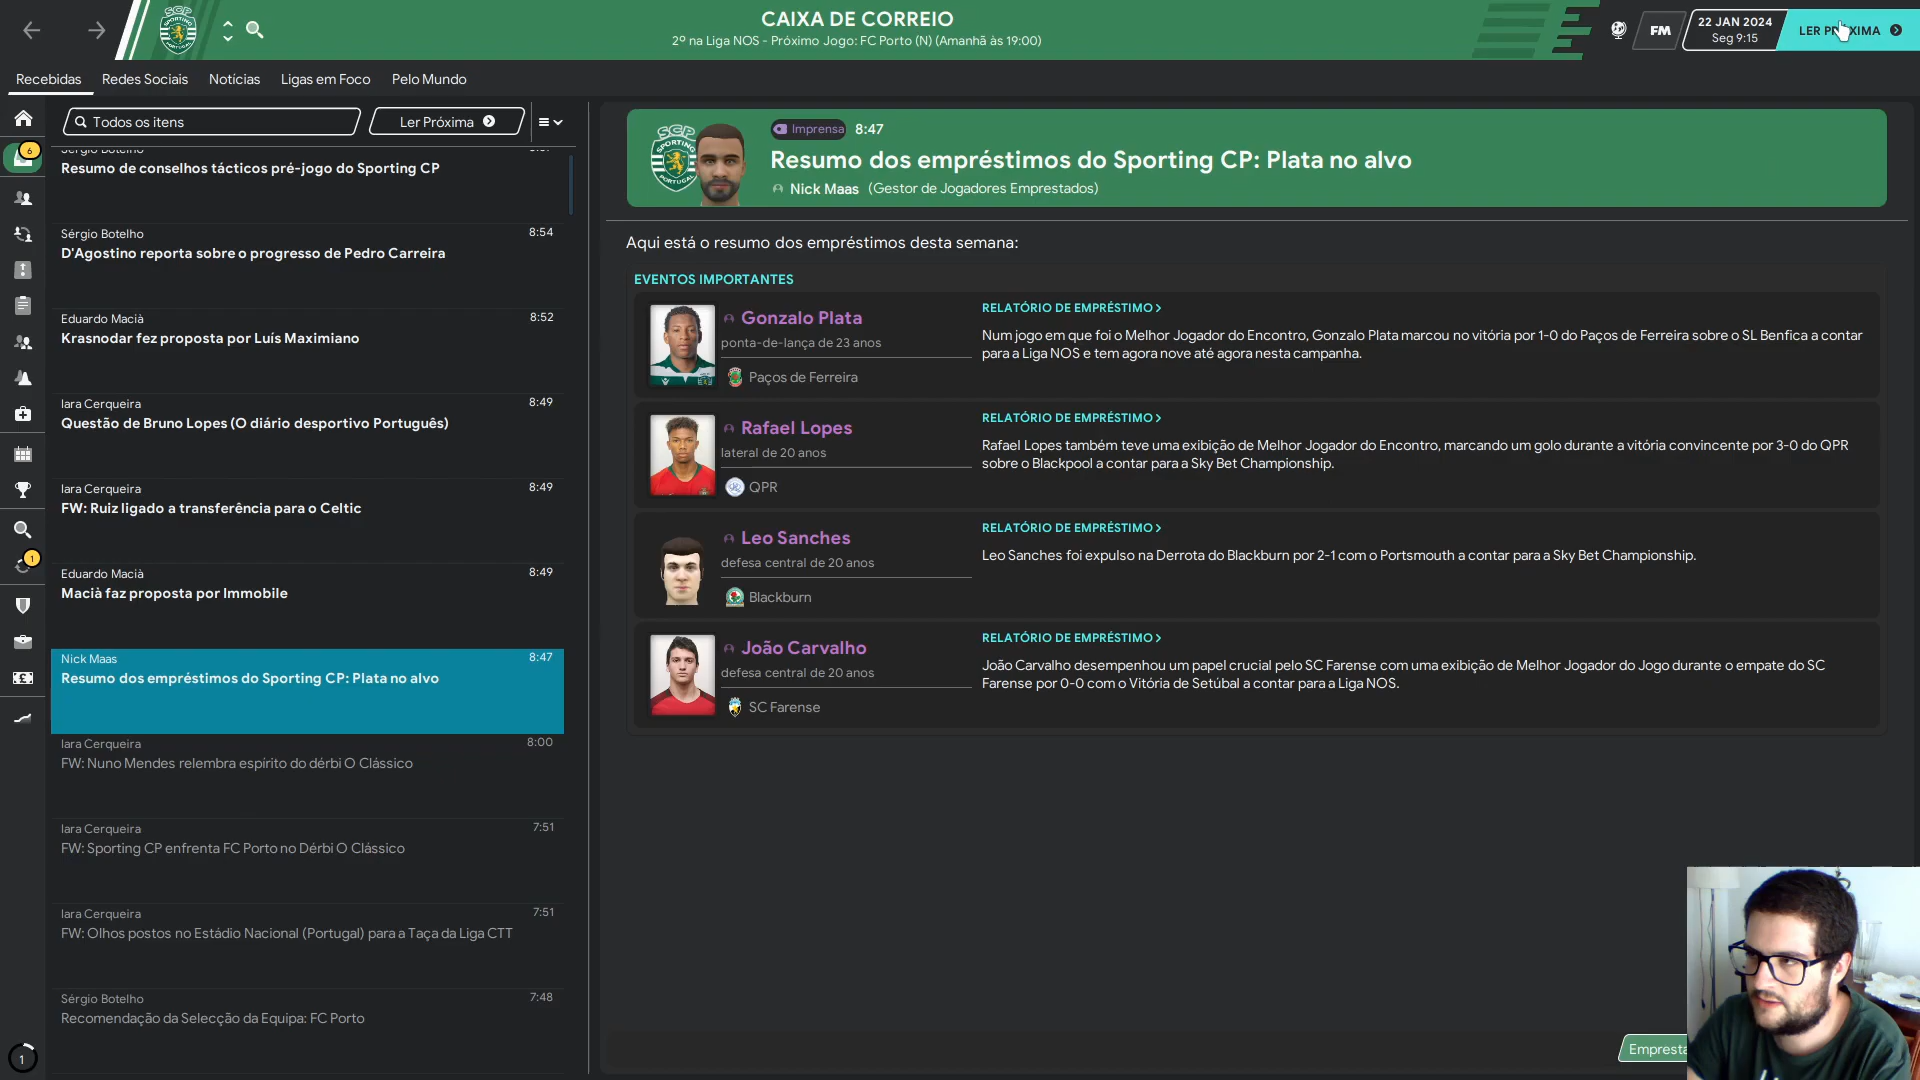 CAIXA DE CORREIO
2º na Liga NOS - Próximo Jogo: FC Porto (N) (Amanhã às 19:00)
FM
22 JAN 2024
Seg 9:15
Recebidas
Redes Sociais
Notícias
Ligas em Foco
Pelo Mundo
Todos os itens
Ler Próxima
6
1
1
Resumo de conselhos tácticos pré-jogo do Sporting CP
Sérgio Botelho 8:54
D'Agostino reporta sobre o progresso de Pedro Carreira
Eduardo Macià 8:52
Krasnodar fez proposta por Luís Maximiano
Iara Cerqueira 8:49
Questão de Bruno Lopes (O diário desportivo Português)
Iara Cerqueira 8:49
FW: Ruiz ligado a transferência para o Celtic
Eduardo Macià 8:49
Macià faz proposta por Immobile
Nick Maas 8:47
Resumo dos empréstimos do Sporting CP: Plata no alvo
Iara Cerqueira 8:00
FW: Nuno Mendes relembra espírito do dérbi O Clássico
Iara Cerqueira 7:51
FW: Sporting CP enfrenta FC Porto no Dérbi O Clássico
Iara Cerqueira 7:51
FW: Olhos postos no Estádio Nacional (Portugal) para a Taça da Liga CTT
Sérgio Botelho 7:48
Recomendação da Selecção da Equipa: FC Porto
SCP
SPORTING
PORTUGAL
Imprensa 8:47
Resumo dos empréstimos do Sporting CP: Plata no alvo
Nick Maas (Gestor de Jogadores Emprestados)
Aqui está o resumo dos empréstimos desta semana:
EVENTOS IMPORTANTES
Gonzalo Plata
ponta-de-lança de 23 anos
Paços de Ferreira
RELATÓRIO DE EMPRÉSTIMO
Num jogo em que foi o Melhor Jogador do Encontro, Gonzalo Plata marcou no vitória por 1-0 do Paços de Ferreira sobre o SL Benfica a contar
para a Liga NOS e tem agora nove até agora nesta campanha.
Rafael Lopes
lateral de 20 anos
QPR
RELATÓRIO DE EMPRÉSTIMO
Rafael Lopes também teve uma exibição de Melhor Jogador do Encontro, marcando um golo durante a vitória convincente por 3-0 do QPR
sobre o Blackpool a contar para a Sky Bet Championship.
Leo Sanches
defesa central de 20 anos
Blackburn
RELATÓRIO DE EMPRÉSTIMO
Leo Sanches foi expulso na Derrota do Blackburn por 2-1 com o Portsmouth a contar para a Sky Bet Championship.
João Carvalho
defesa central de 20 anos
SC Farense
RELATÓRIO DE EMPRÉSTIMO
João Carvalho desempenhou um papel crucial pelo SC Farense com uma exibição de Melhor Jogador do Jogo durante o empate do SC
Farense por 0-0 com o Vitória de Setúbal a contar para a Liga NOS.